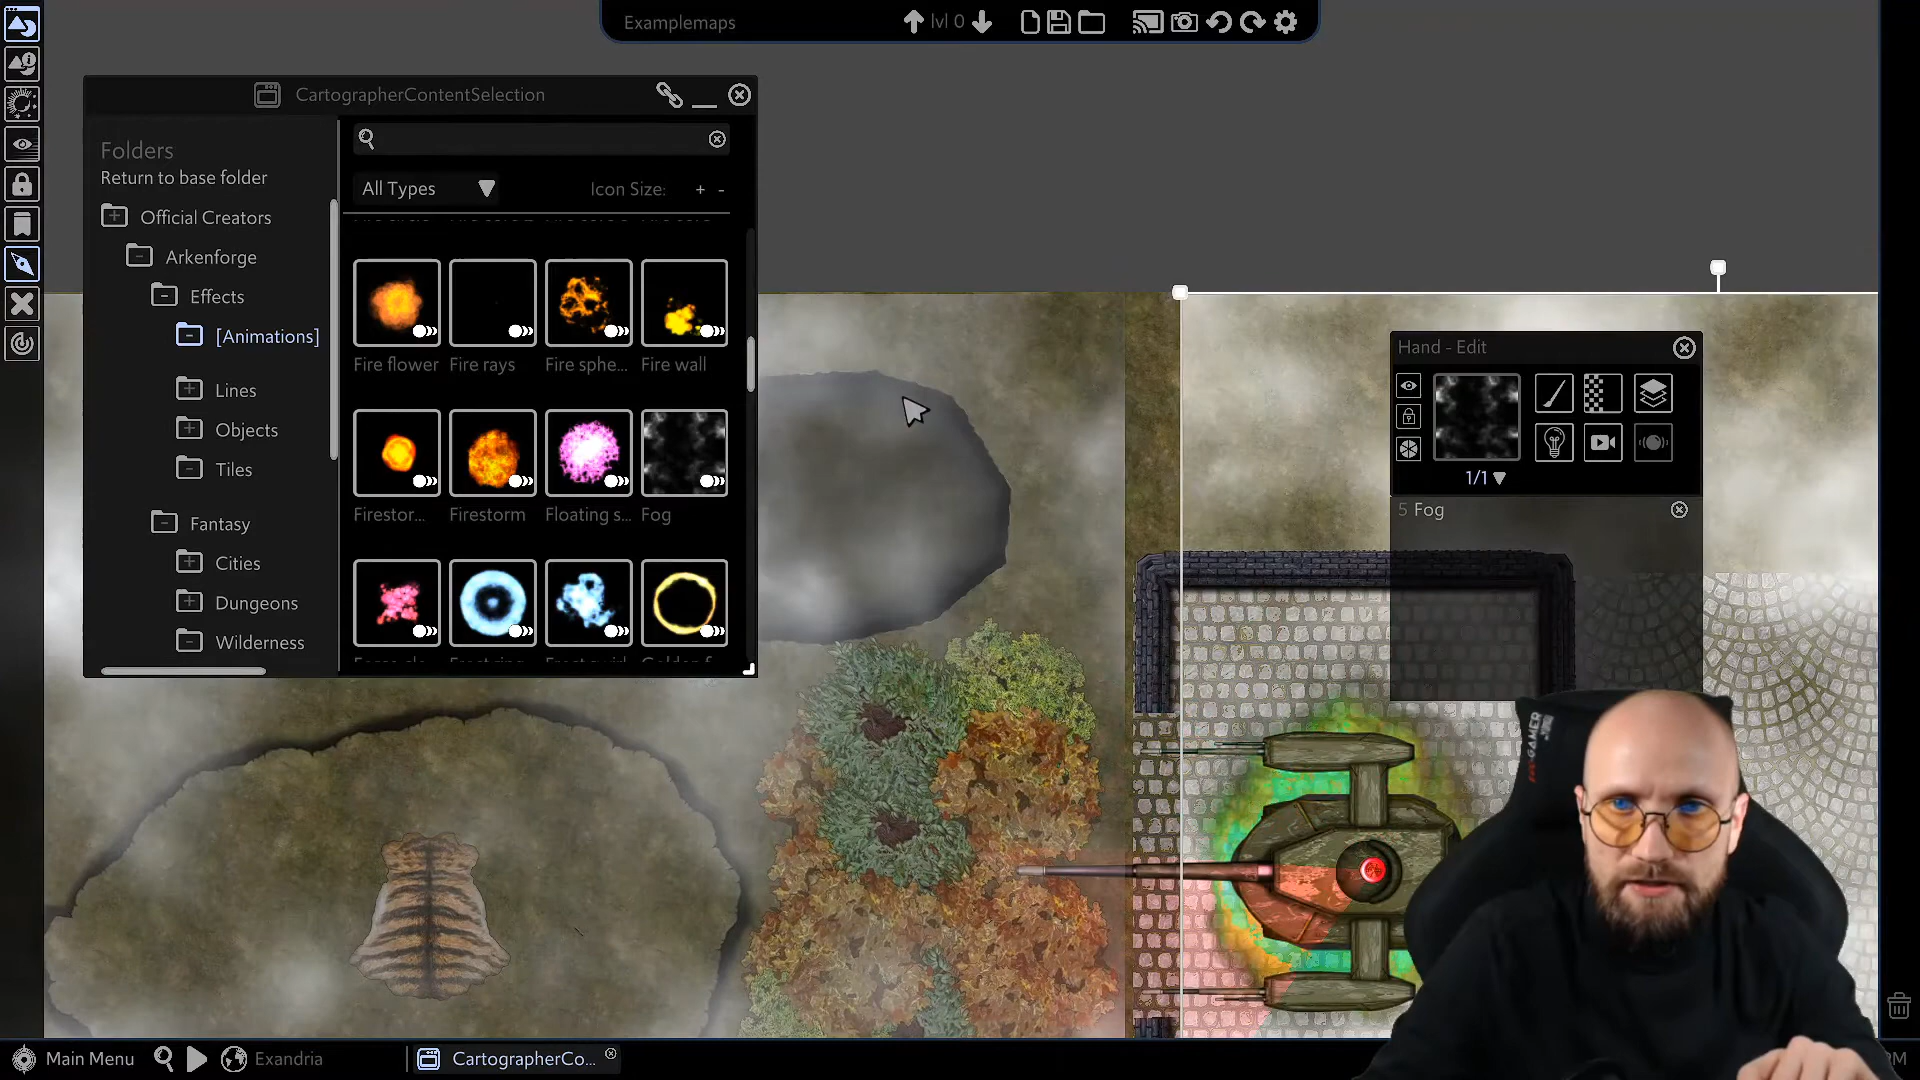 Examplemaps
lvl 0
CartographerContentSelection
Folders
Return to base folder
Official Creators
Arkenforge
Effects
[Animations]
Lines
Objects
Tiles
Fantasy
Cities
Dungeons
Wilderness
All Types
Icon Size: + -
Fire flower
Fire rays
Fire sphe...
Fire wall
Firestor...
Firestorm
Floating s...
Fog
Hand - Edit
1/1
5 Fog
GAMER
Main Menu
Exandria
CartographerCo...